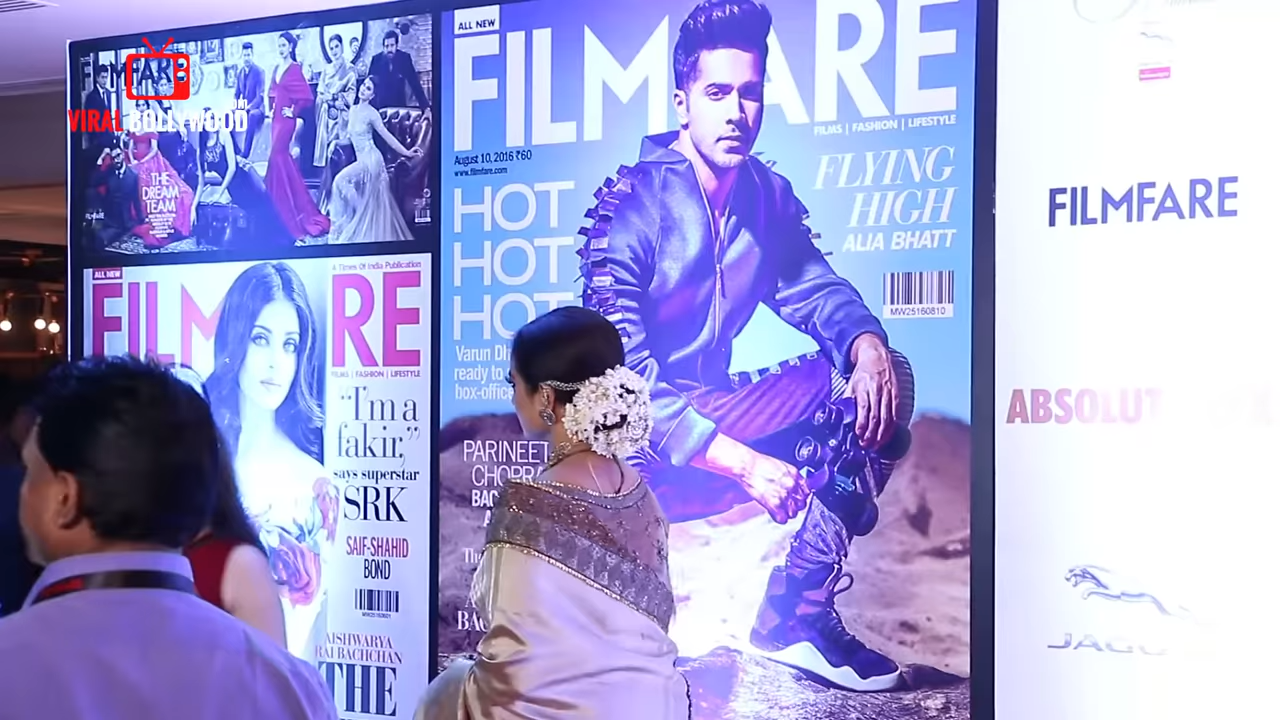 FILMFARE
VIRAL BOLLYWOOD
.COM
THE
DREAM
TEAM
ALL NEW
A Times Of India Publication
FILMFARE
FILMS | FASHION | LIFESTYLE
“I'm a
fakir,”
says superstar
SRK
SAIF-SHAHID
BOND
AISHWARYA
RAI BACHCHAN
THE
ALL NEW
FILMFARE
FILMS | FASHION | LIFESTYLE
August 10, 2016 ₹60
www.filmfare.com
HOT
HOT
HOT
Varun Dh
ready to
box-office
FLYING
HIGH
ALIA BHATT
MW25160810
PARINEET
CHOPRA
BAC
FILMFARE
ABSOLUT
JAGU